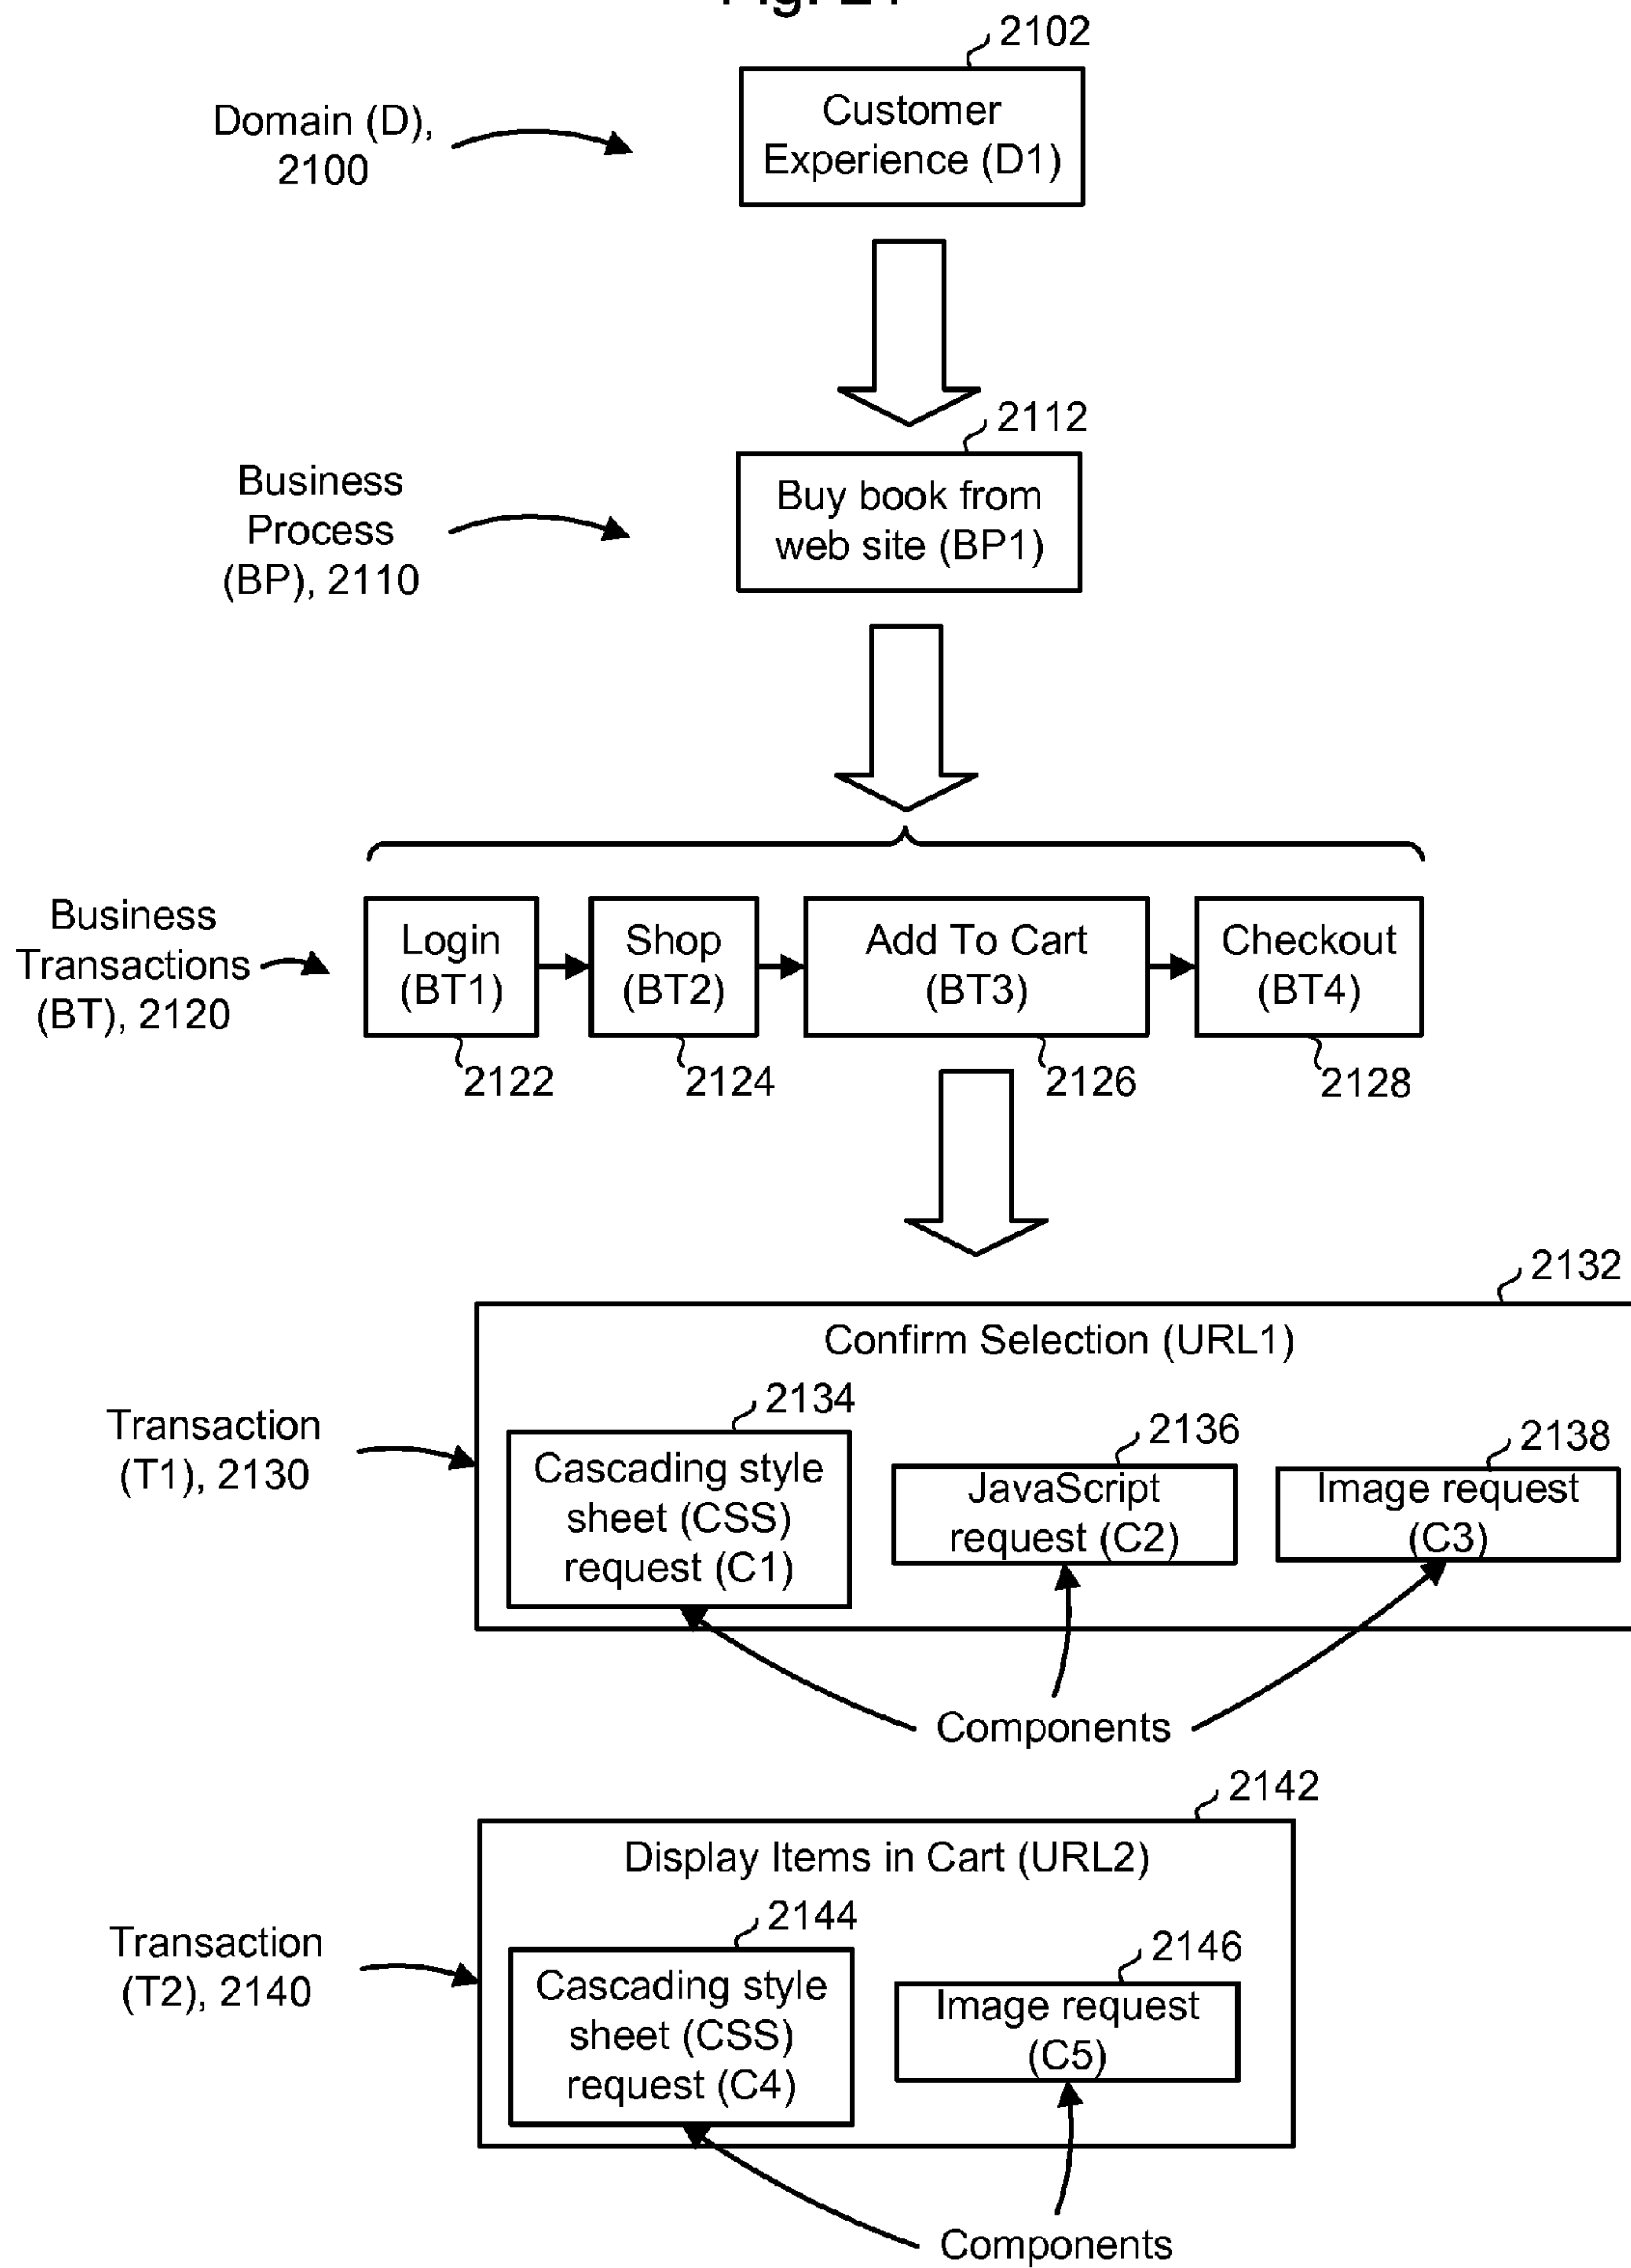 2102
Customer
Experience (D1)
Domain (D),
2100
2112
Buy book from
web site (BP1)
Business
Process
(BP), 2110
Business
Transactions
(BT), 2120
Login
(BT1)
Shop
(BT2)
Add To Cart
(BT3)
Checkout
(BT4)
2122
2124
2126
2128
2132
Confirm Selection (URL1)
Transaction
(T1), 2130
2134
Cascading style
sheet (CSS)
request (C1)
2136
JavaScript
request (C2)
2138
Image request
(C3)
Components
2142
Display Items in Cart (URL2)
Transaction
(T2), 2140
2144
Cascading style
sheet (CSS)
request (C4)
2146
Image request
(C5)
Components